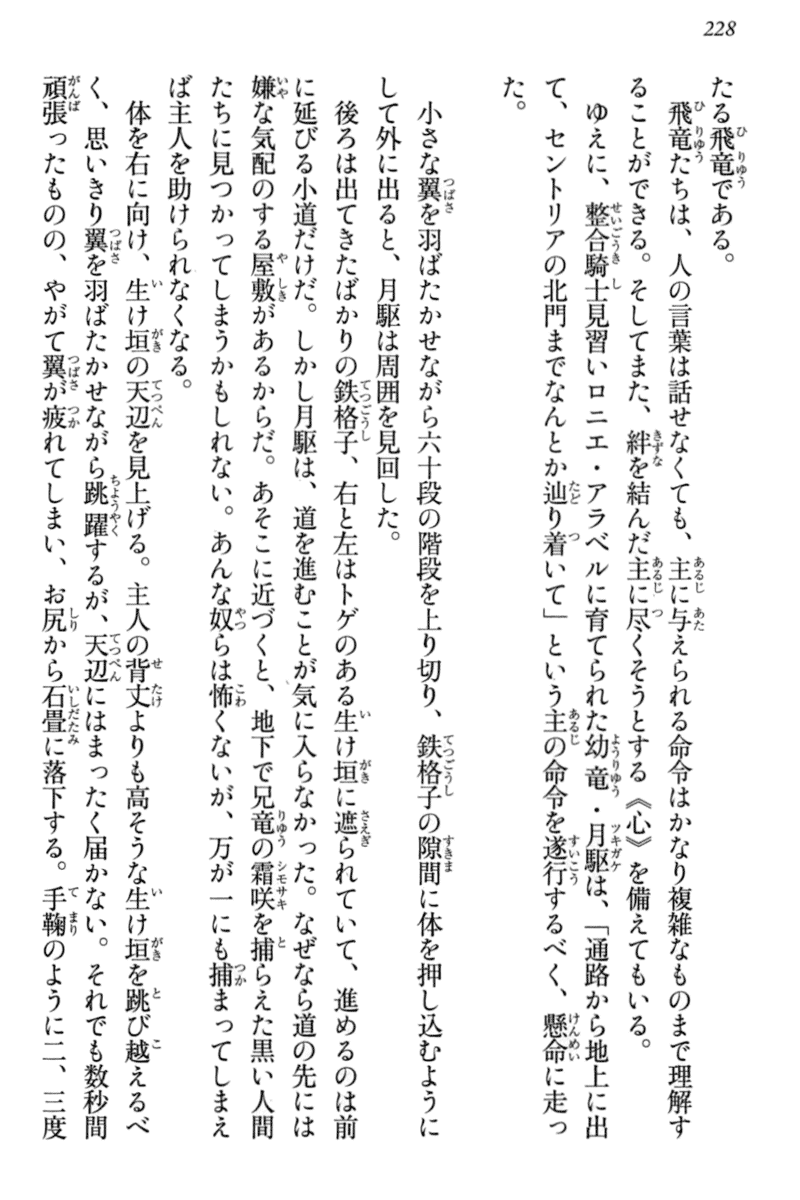 228
たる飛竜である。
飛竜たちは、人の言葉は話せなくても、主に与えられる命令はかなり複雑なものまで理解す
ることができる。そしてまた、絆を結んだ主に尽くそうとする《心》を備えてもいる。
ゆえに、整合騎士見習いロニエ・アラベルに育てられた幼竜・月駆は、「通路から地上に出
て、セントリアの北門までなんとか辿り着いて」という主の命令を遂行するべく、懸命に走っ
た。
小さな翼を羽ばたかせながら六十段の階段を上り切り、鉄格子の隙間に体を押し込むように
して外に出ると、月駆は周囲を見回した。
後ろは出てきたばかりの鉄格子、右と左はトゲのある生け垣に遮られていて、進めるのは前
に延びる小道だけだ。しかし月駆は、道を進むことが気に入らなかった。なぜなら道の先には
嫌な気配のする屋敷があるからだ。あそこに近づくと、地下で兄竜の霜咲を捕らえた黒い人間
たちに見つかってしまうかもしれない。あんな奴らは怖くないが、万が一にも捕まってしまえ
ば主人を助けられなくなる。
体を右に向け、生け垣の天辺を見上げる。主人の背丈よりも高そうな生け垣を跳び越えるべ
く、思いきり翼を羽ばたかせながら跳躍するが、天辺にはまったく届かない。それでも数秒間
頑張ったものの、やがて翼が疲れてしまい、お尻から石畳に落下する。手鞠のように二、三度